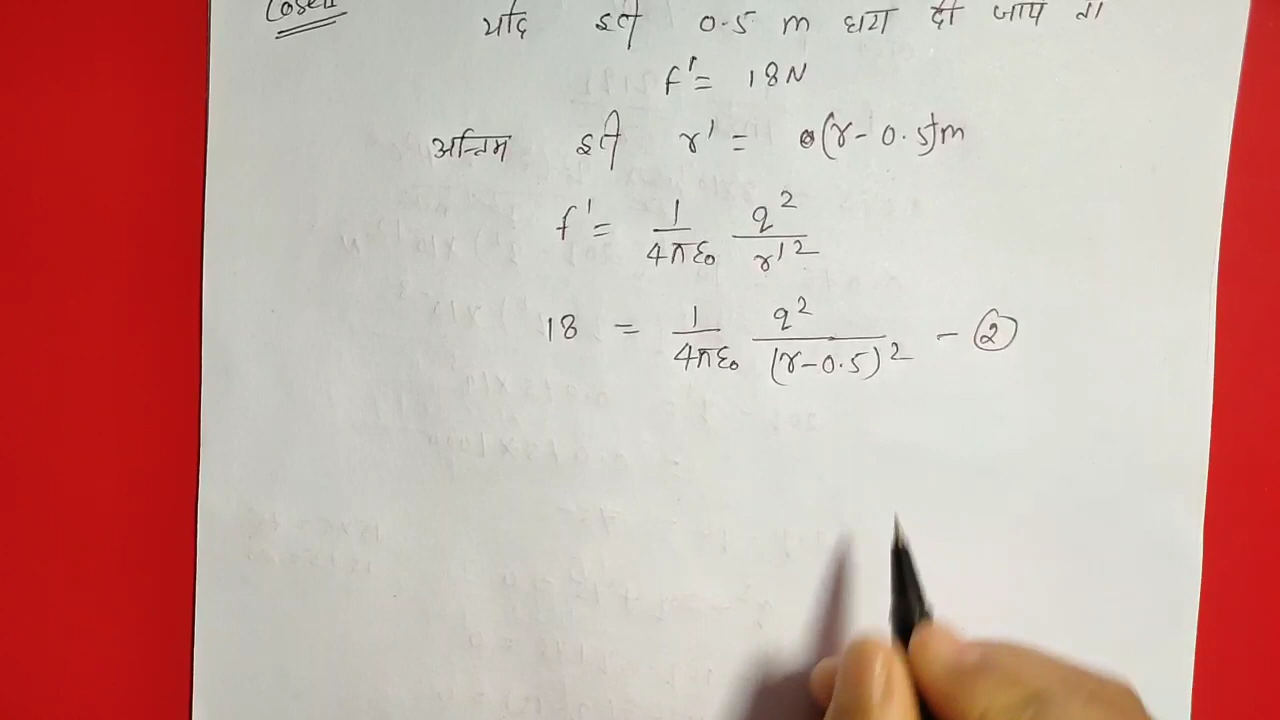 Case II
यदि दूरी 0.5 m घटा दी जाय तो
F' = 18N
अन्तिम दूरी r' = (r - 0.5)m
F' = 1/4πε₀ q²/r'²
18 = 1/4πε₀ q²/(r-0.5)² - ②